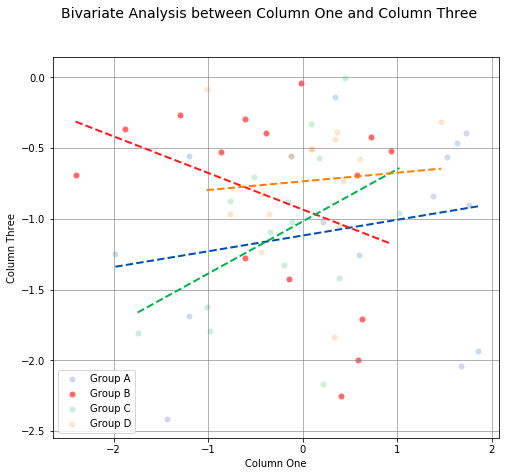 Bivariate Analysis between Column One and Column Three
0.0
−0.5
−1.0
−1.5
−2.0
−2.5
Column Three
Group A
Group B
Group C
Group D
−2
−1
0
1
2
Column One